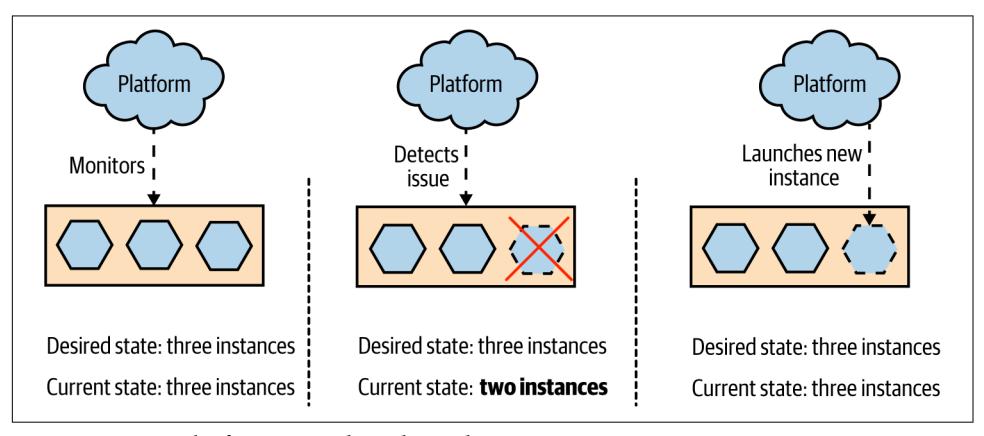 Platform
Monitors
Desired state: three instances
Current state: three instances
Platform
Detects
issue
Desired state: three instances
Current state: two instances
Platform
Launches new
instance
Desired state: three instances
Current state: three instances